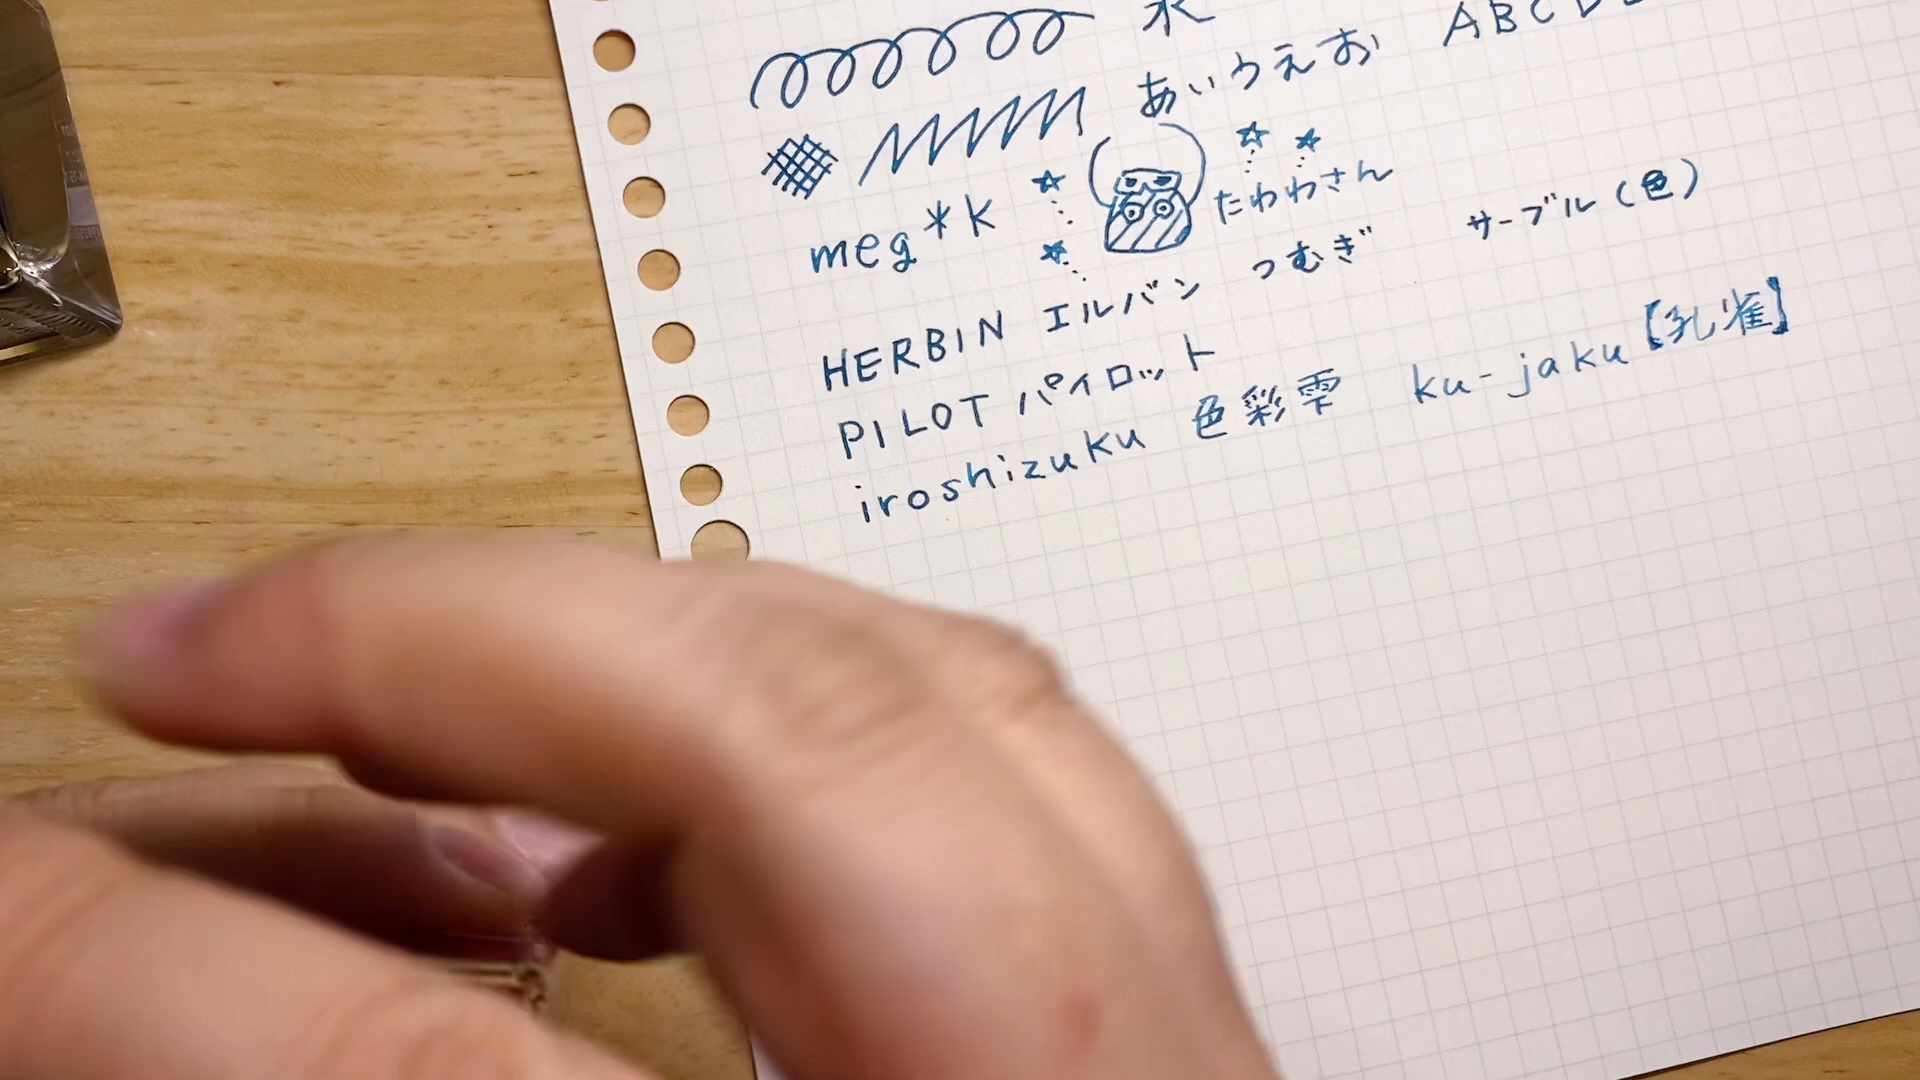 水
あいうえお ABCD
meg*k たわわさん
HERBIN エルバン つむぎ サーブル(色)
PILOT パイロット
iroshizuku 色彩雫 ku-jaku【孔雀】